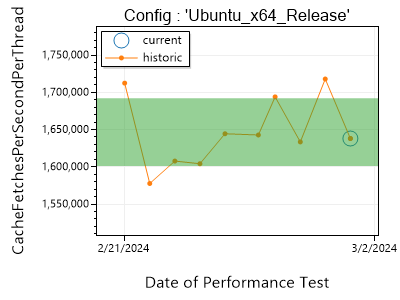 Config : 'Ubuntu_x64_Release'
CacheFetchesPerSecondPerThread
current
historic
1,750,000
1,700,000
1,650,000
1,600,000
1,550,000
2/21/2024
3/2/2024
Date of Performance Test